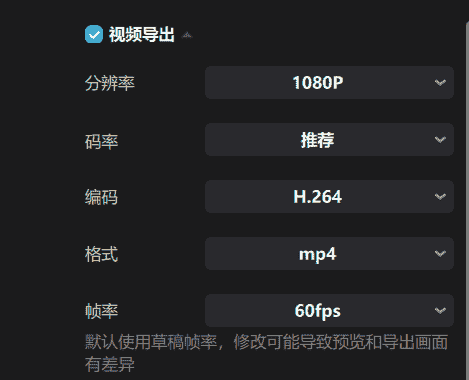 视频导出
分辨率 1080P
码率 推荐
编码 H.264
格式 mp4
帧率 60fps
默认使用草稿帧率，修改可能导致预览和导出画面
有差异